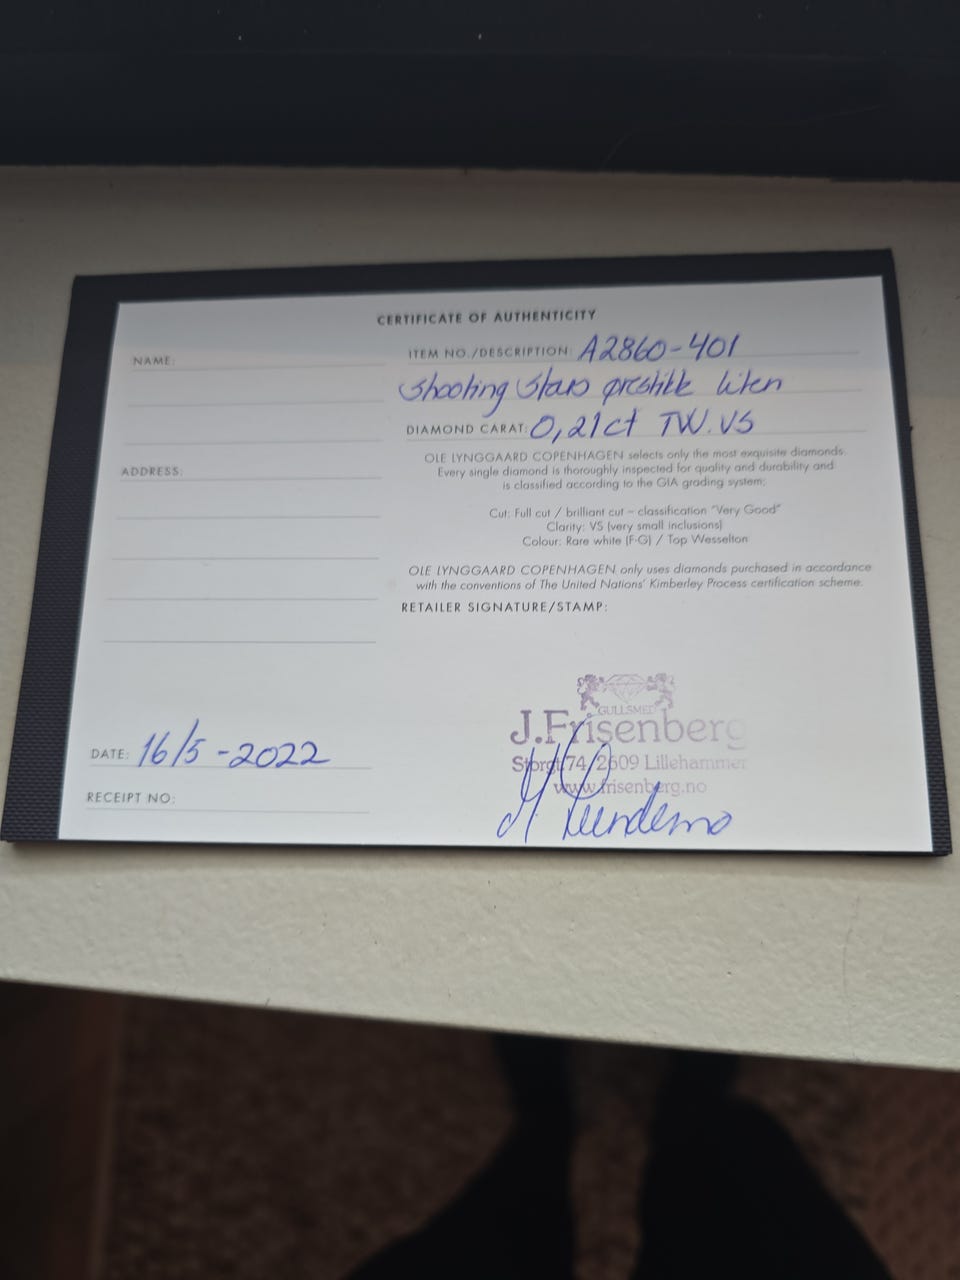 CERTIFICATE OF AUTHENTICITY
NAME:
ADDRESS:
DATE: 16/5-2022
RECEIPT NO:
ITEM NO./DESCRIPTION: A2860-401
Shooting Stars prestikk liten
DIAMOND CARAT: 0,21ct TW.VS
OLE LYNGGAARD COPENHAGEN selects only the most exquisite diamonds.
Every single diamond is thoroughly inspected for quality and durability and
is classified according to the GIA grading system:
Cut: Full cut / brilliant cut – classification "Very Good"
Clarity: VS (very small inclusions)
Colour: Rare white (F-G) / Top Wesselton
OLE LYNGGAARD COPENHAGEN only uses diamonds purchased in accordance
with the conventions of The United Nations' Kimberley Process certification scheme.
RETAILER SIGNATURE/STAMP:
GULLSMED
J.Frisenberg
Storgt.74, 2609 Lillehammer
www.frisenberg.no